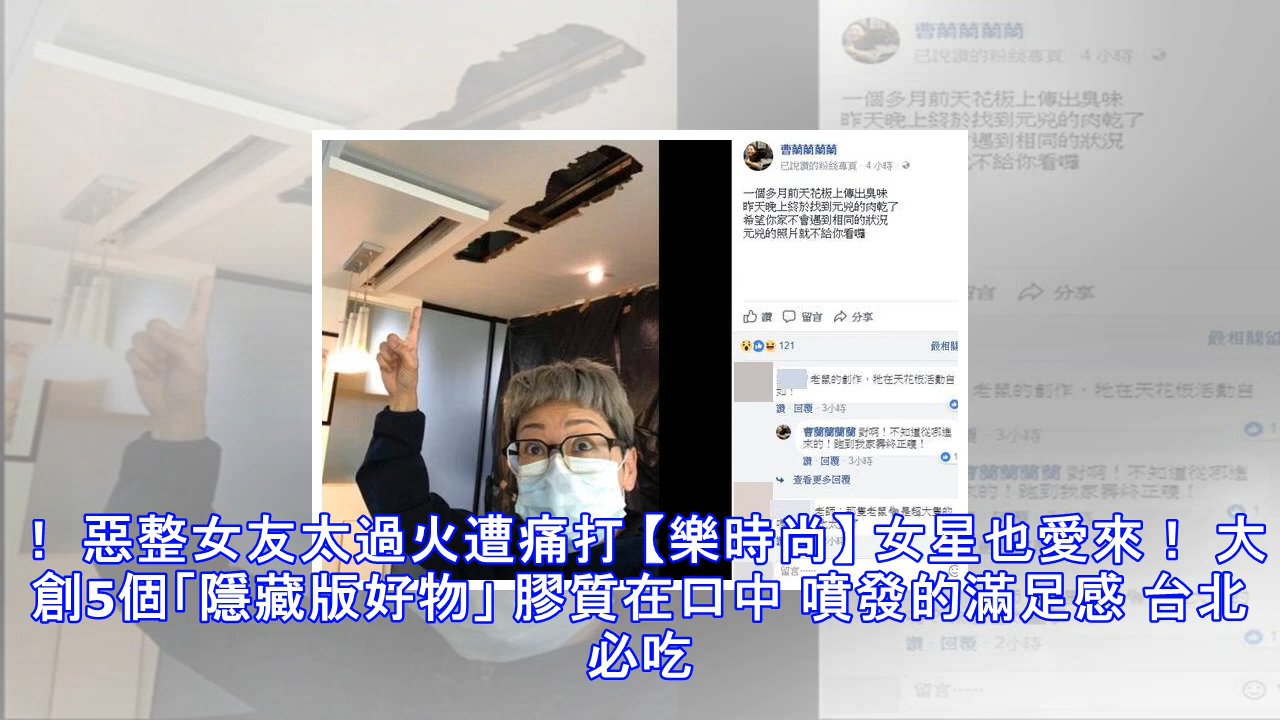 曹蘭蘭蘭蘭
已說讚的粉絲專頁 · 4 小時 ·
一個多月前天花板上傳出臭味
昨天晚上終於找到元兇的肉乾了
希望你家不會遇到相同的狀況
元兇的照片就不給你看囉
讚 留言 分享
121 最相關
老鼠的創作，牠在天花板活動自
如！
讚 · 回覆 · 3小時
曹蘭蘭蘭蘭 對啊！不知道從哪進
來的！跑到我家壽終正寢！
讚 · 回覆 · 3小時
查看更多回覆
留言......
！ 惡整女友太過火遭痛打【樂時尚】女星也愛來！ 大
創5個「隱藏版好物」膠質在口中 噴發的滿足感 台北
必吃